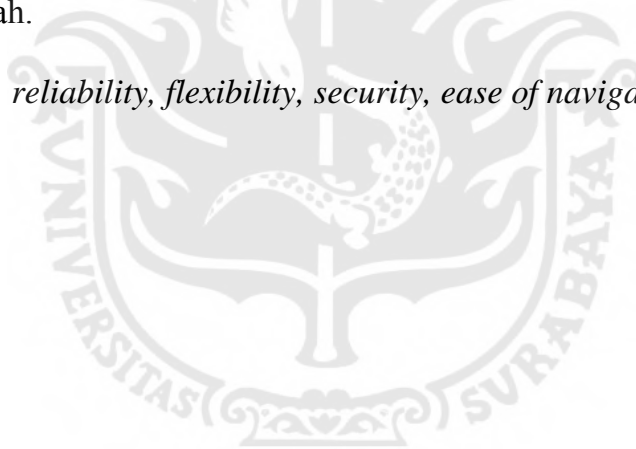 ah.
reliability, flexibility, security, ease of naviga
UNIVERSITAS SURABAYA